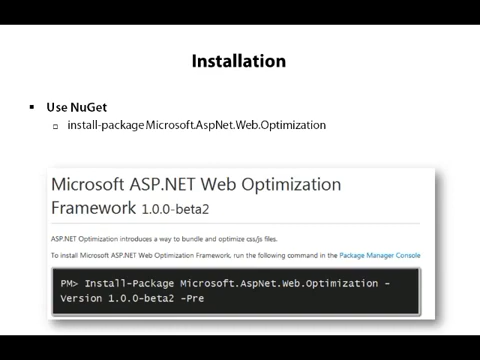 Installation
Use NuGet
install-package Microsoft.AspNet.Web.Optimization
Microsoft ASP.NET Web Optimization
Framework 1.0.0-beta2
ASP.NET Optimization introduces a way to bundle and optimize css/js files.
To install Microsoft ASP.NET Web Optimization Framework, run the following command in the Package Manager Console
PM> Install-Package Microsoft.AspNet.Web.Optimization -
Version 1.0.0-beta2 -Pre